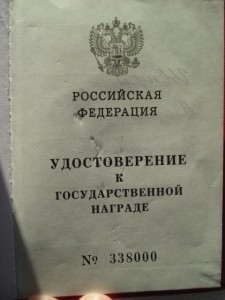 РОССИЙСКАЯ
ФЕДЕРАЦИЯ
УДОСТОВЕРЕНИЕ
К
ГОСУДАРСТВЕННОЙ
НАГРАДЕ
№ 338000